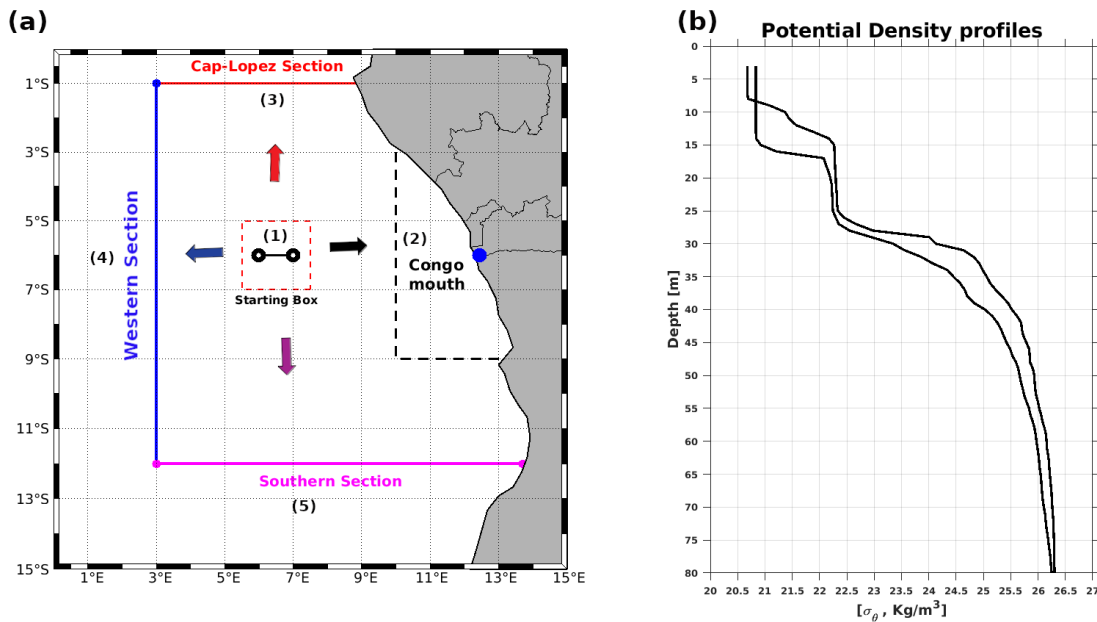 (a)
Cap-Lopez Section
(3)
(1)
Starting Box
(2)
Congo
mouth
(4)
Western Section
Southern Section
(5)
1°S
3°S
5°S
7°S
9°S
11°S
13°S
15°S
1°E
3°E
5°E
7°E
9°E
11°E
13°E
15°E
(b)
Potential Density profiles
0
5
10
15
20
25
30
35
40
45
50
55
60
65
70
75
80
Depth [m]
20
20.5
21
21.5
22
22.5
23
23.5
24
24.5
25
25.5
26
26.5
27
[σθ , Kg/m³]